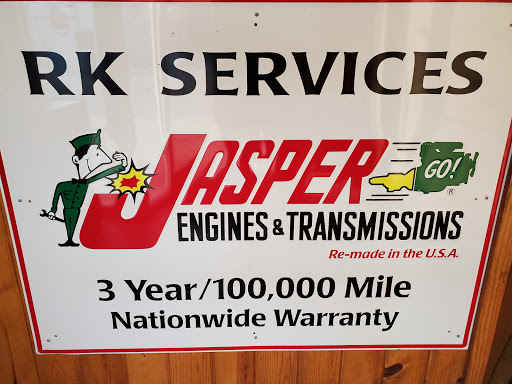 RK SERVICES
JASPER
GO!
®
ENGINES & TRANSMISSIONS
Re-made in the U.S.A.
3 Year/100,000 Mile
Nationwide Warranty